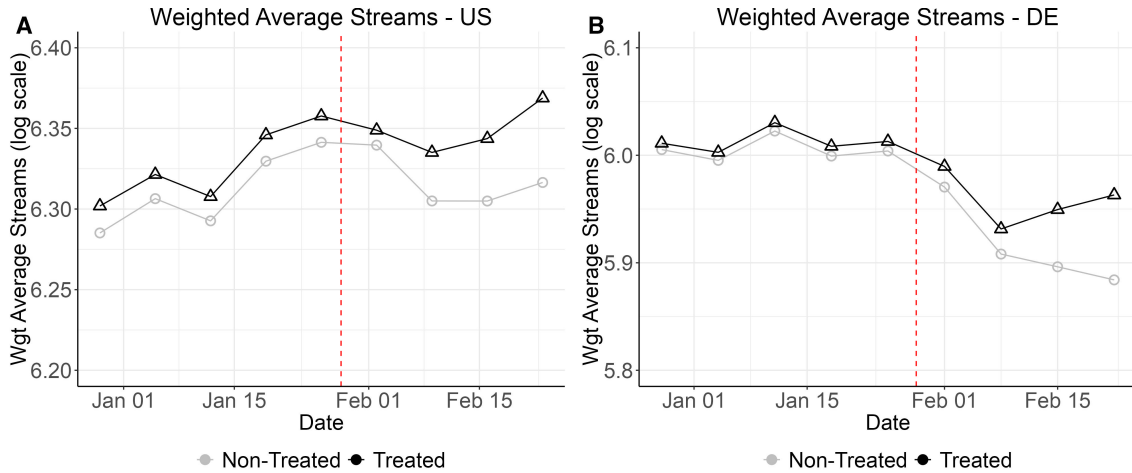 A
Weighted Average Streams - US
Wgt Average Streams (log scale)
6.40
6.35
6.30
6.25
6.20
Jan 01
Jan 15
Feb 01
Feb 15
Date
Non-Treated
Treated
B
Weighted Average Streams - DE
Wgt Average Streams (log scale)
6.1
6.0
5.9
5.8
Jan 01
Jan 15
Feb 01
Feb 15
Date
Non-Treated
Treated